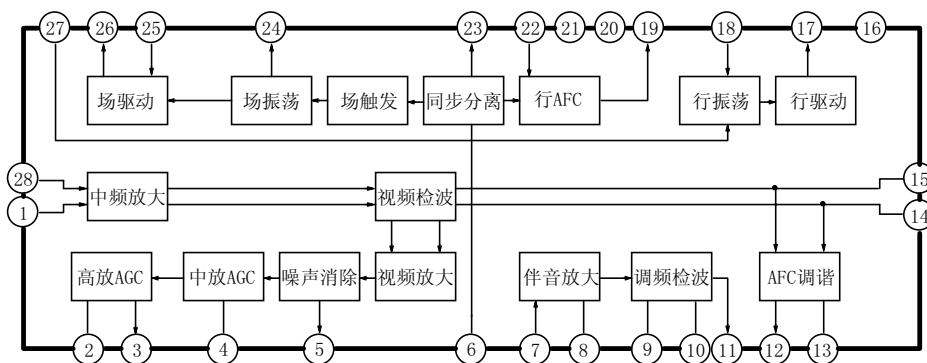 27 26 25 24 23 22 21 20 19 18 17 16
场驱动 场振荡 场触发 同步分离 行AFC 行振荡 行驱动
28 中频放大 视频检波 15
1 14
高放AGC 中放AGC 噪声消除 视频放大 伴音放大 调频检波 AFC调谐
2 3 4 5 6 7 8 9 10 11 12 13